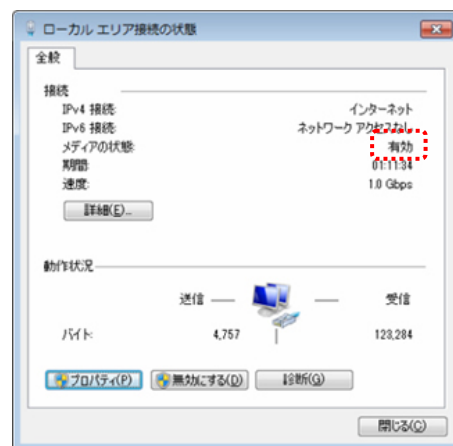 ローカル エリア接続の状態
全般
接続
IPv4 接続: インターネット
IPv6 接続: ネットワーク アクセスなし
メディアの状態: 有効
期間: 01:11:34
速度: 1.0 Gbps
詳細(E)...
動作状況
送信 — — 受信
バイト: 4,757 123,284
プロパティ(P) 無効にする(D) 診断(G)
閉じる(C)